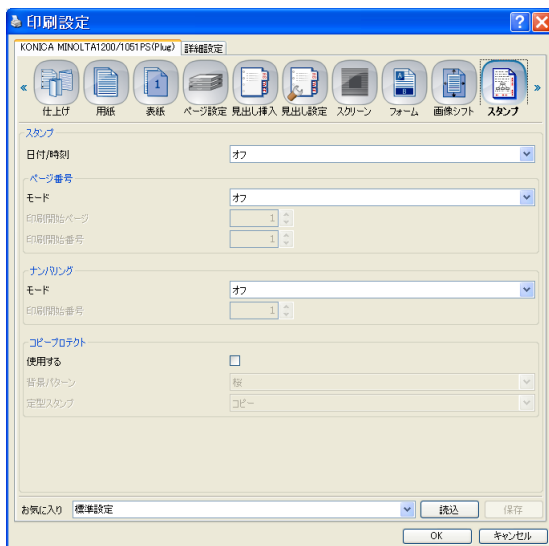 印刷設定
KONICA MINOLTA1200/1051PS(Plug) 詳細設定
仕上げ 用紙 表紙 ページ設定 見出し挿入 見出し設定 スクリーン フォーム 画像シフト スタンプ
スタンプ
日付/時刻 オフ
ページ番号
モード オフ
印刷開始ページ 1
印刷開始番号 1
ナンバリング
モード オフ
印刷開始番号 1
コピープロテクト
使用する
背景パターン 桜
定型スタンプ コピー
お気に入り 標準設定 読込 保存
OK キャンセル